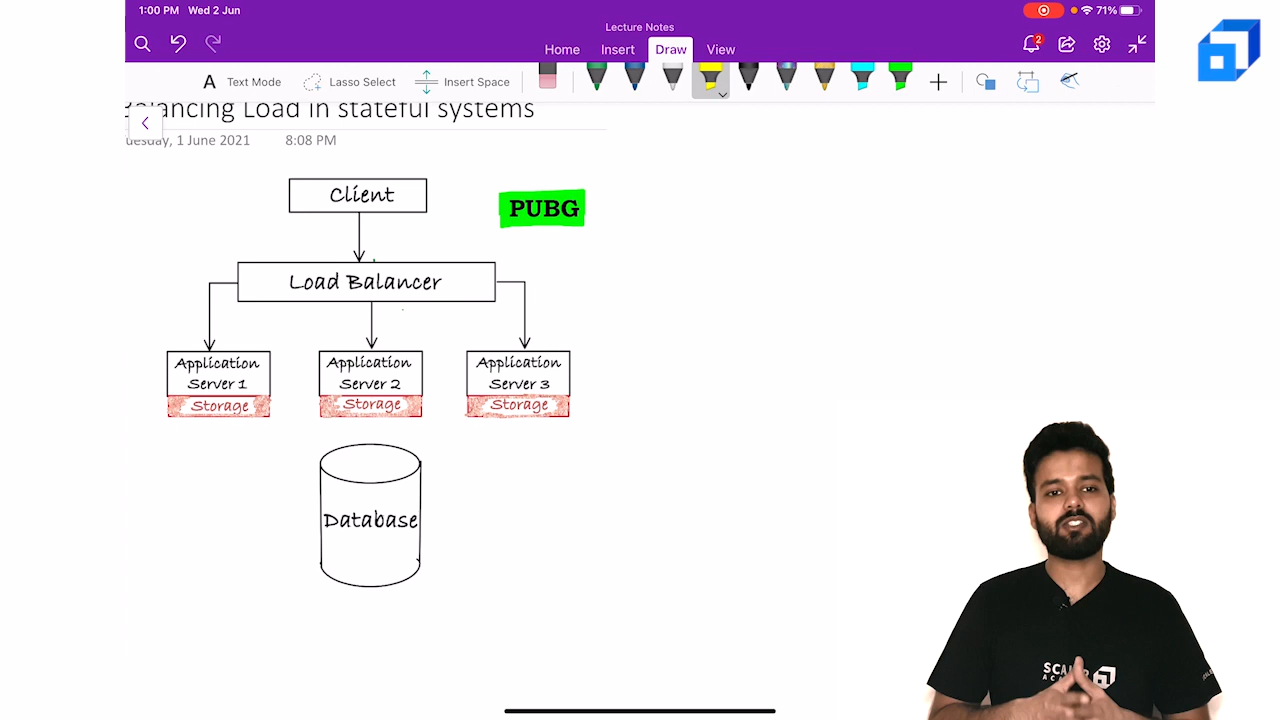 1:00 PM Wed 2 Jun
71%
Lecture Notes
Home Insert Draw View
2
Text Mode Lasso Select Insert Space
Balancing Load in stateful systems
uesday, 1 June 2021 8:08 PM
Client
PUBG
Load Balancer
Application
Server 1
Storage
Application
Server 2
Storage
Application
Server 3
Storage
Database